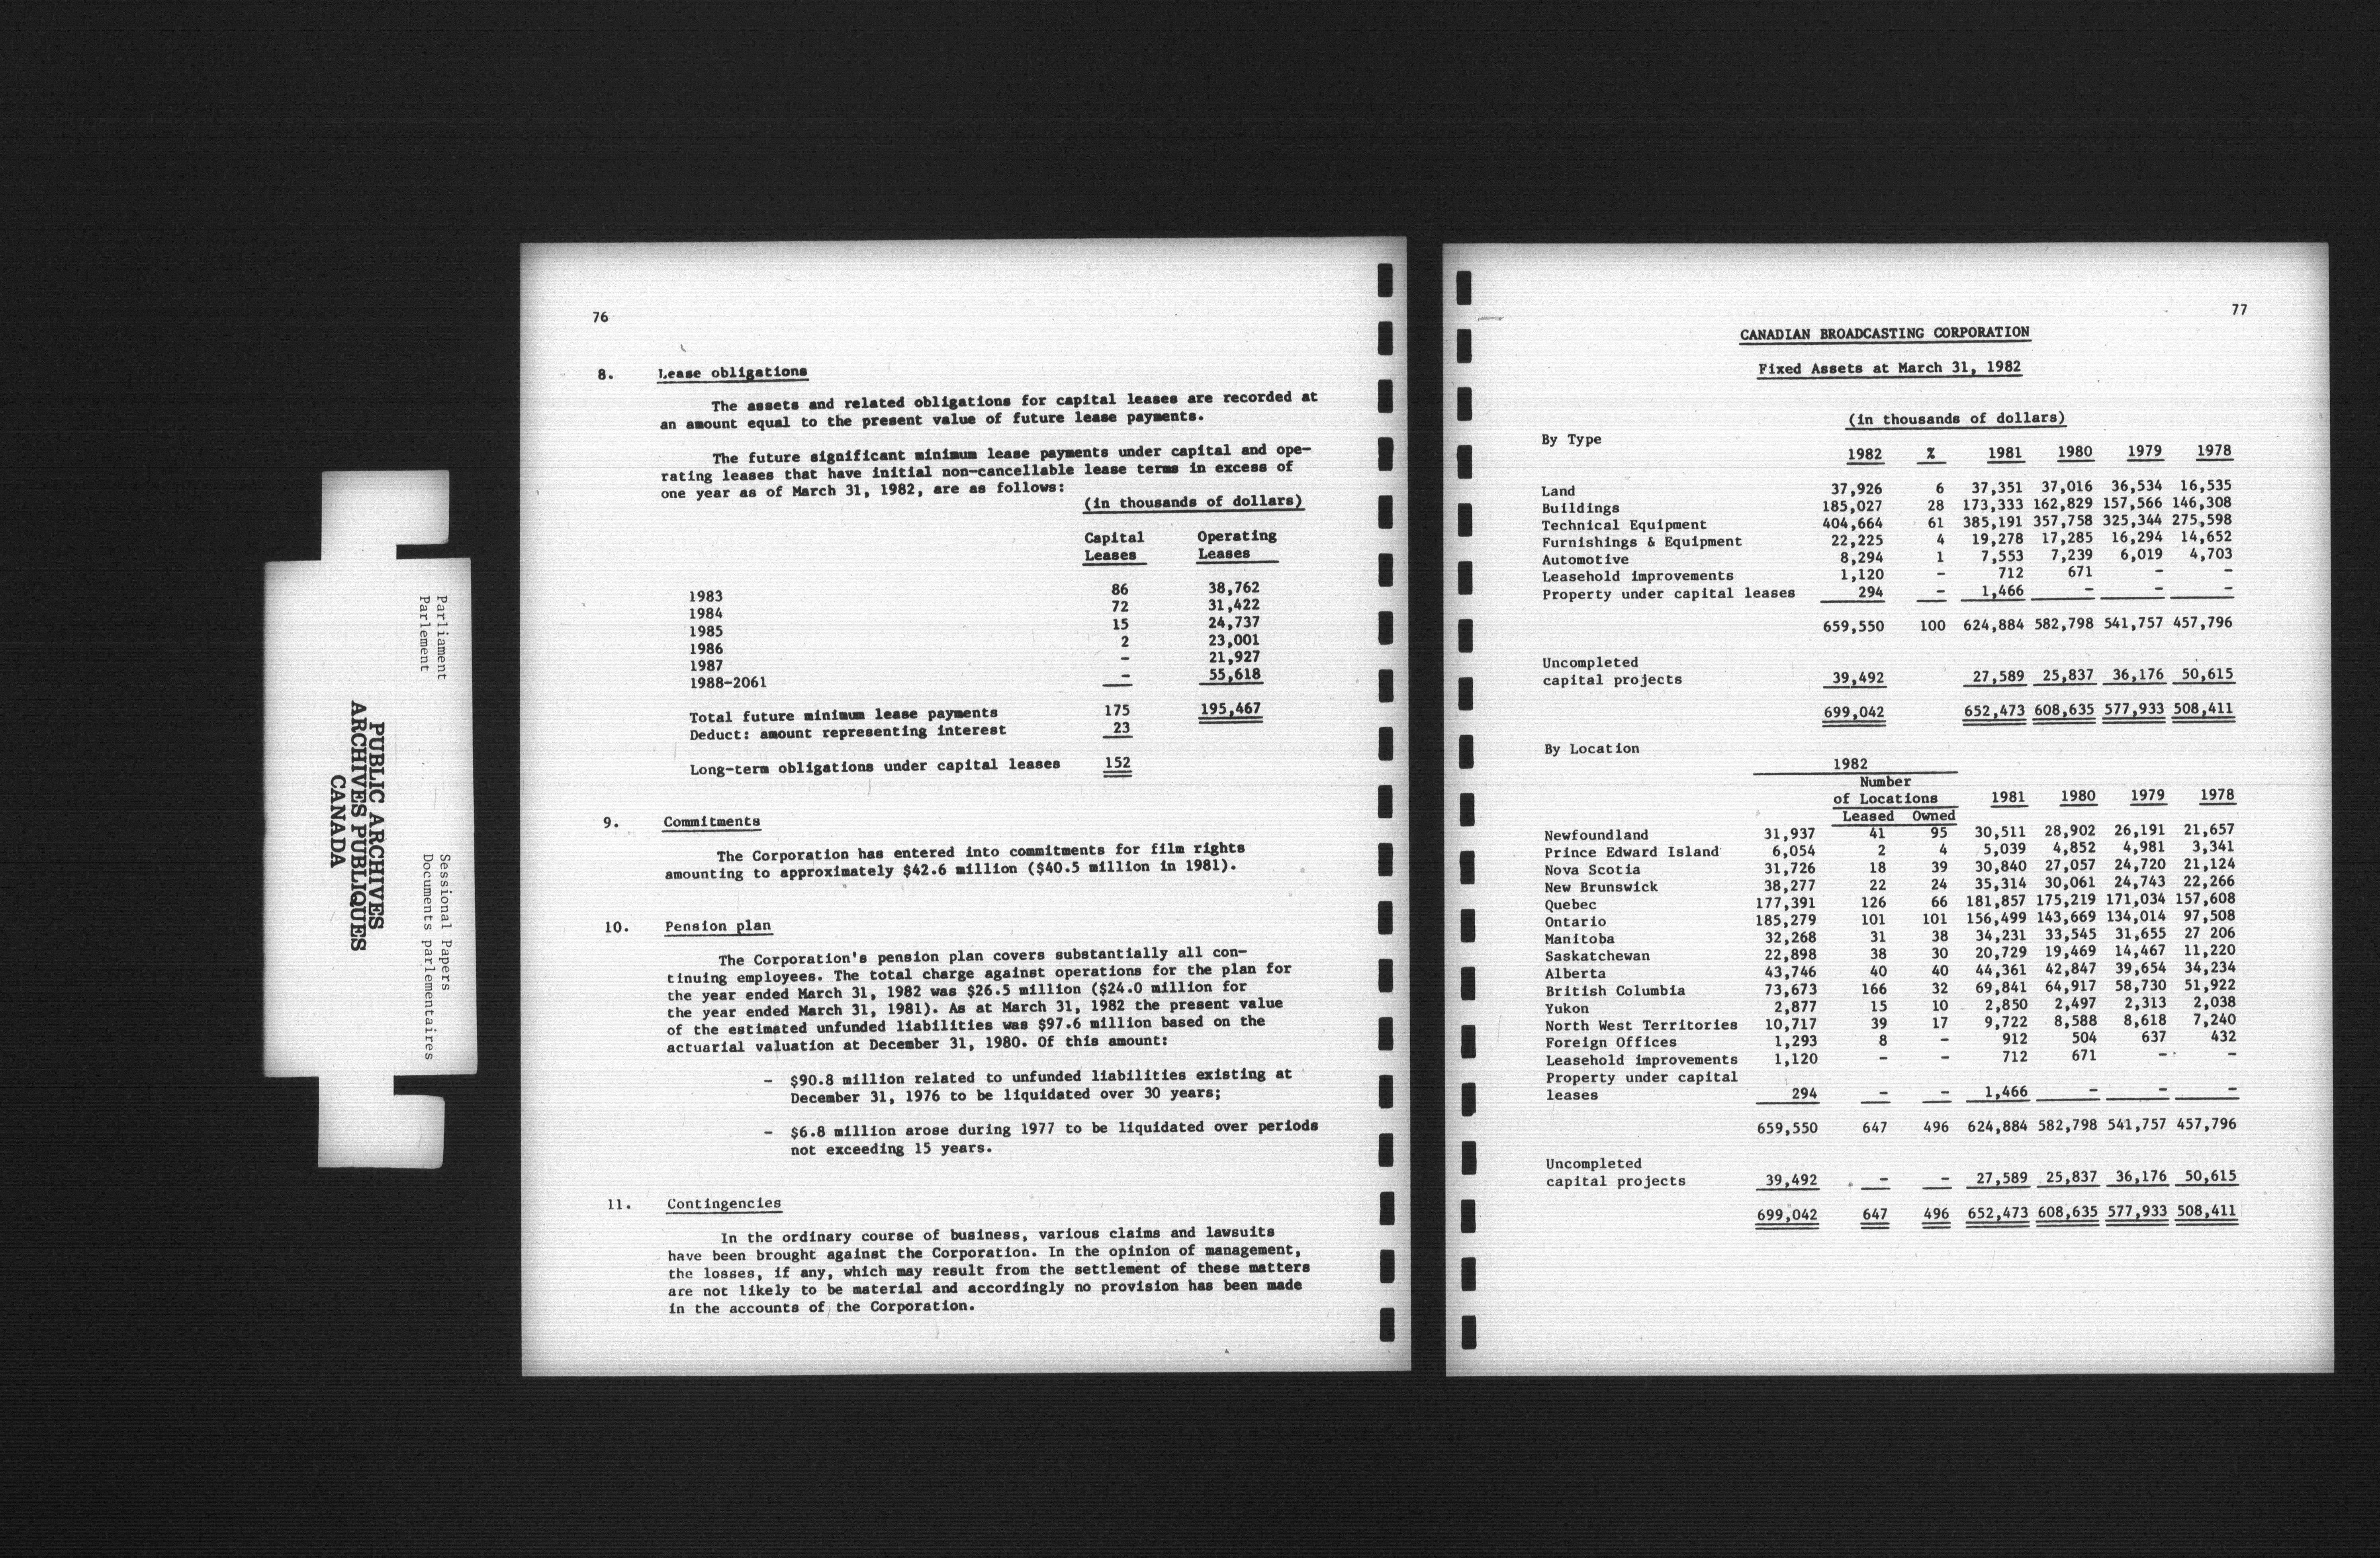 Parliament
Parlement
Sessional Papers
Documents parlementaires
PUBLIC ARCHIVES
ARCHIVES PUBLIQUES
CANADA
76
8. Lease obligations
The assets and related obligations for capital leases are recorded at
an amount equal to the present value of future lease payments.
The future significant minimum lease payments under capital and ope-
rating leases that have initial non-cancellable lease terms in excess of
one year as of March 31, 1982, are as follows:
(in thousands of dollars)
Capital Operating
Leases Leases
1983 86 38,762
1984 72 31,422
1985 15 24,737
1986 2 23,001
1987 - 21,927
1988-2061 - 55,618
Total future minimum lease payments 175 195,467
Deduct: amount representing interest 23
Long-term obligations under capital leases 152
9. Commitments
The Corporation has entered into commitments for film rights
amounting to approximately $42.6 million ($40.5 million in 1981).
10. Pension plan
The Corporation's pension plan covers substantially all con-
tinuing employees. The total charge against operations for the plan for
the year ended March 31, 1982 was $26.5 million ($24.0 million for
the year ended March 31, 1981). As at March 31, 1982 the present value
of the estimated unfunded liabilities was $97.6 million based on the
actuarial valuation at December 31, 1980. Of this amount:
- $90.8 million related to unfunded liabilities existing at
December 31, 1976 to be liquidated over 30 years;
- $6.8 million arose during 1977 to be liquidated over periods
not exceeding 15 years.
11. Contingencies
In the ordinary course of business, various claims and lawsuits
have been brought against the Corporation. In the opinion of management,
the losses, if any, which may result from the settlement of these matters
are not likely to be material and accordingly no provision has been made
in the accounts of the Corporation.
77
CANADIAN BROADCASTING CORPORATION
Fixed Assets at March 31, 1982
(in thousands of dollars)
By Type
1982 % 1981 1980 1979 1978
Land 37,926 6 37,351 37,016 36,534 16,535
Buildings 185,027 28 173,333 162,829 157,566 146,308
Technical Equipment 404,664 61 385,191 357,758 325,344 275,598
Furnishings & Equipment 22,225 4 19,278 17,285 16,294 14,652
Automotive 8,294 1 7,553 7,239 6,019 4,703
Leasehold improvements 1,120 - 712 671 - -
Property under capital leases 294 - 1,466 - - -
659,550 100 624,884 582,798 541,757 457,796
Uncompleted
capital projects 39,492 27,589 25,837 36,176 50,615
699,042 652,473 608,635 577,933 508,411
By Location
1982
Number
of Locations 1981 1980 1979 1978
Leased Owned
Newfoundland 31,937 41 95 30,511 28,902 26,191 21,657
Prince Edward Island 6,054 2 4 5,039 4,852 4,981 3,341
Nova Scotia 31,726 18 39 30,840 27,057 24,720 21,124
New Brunswick 38,277 22 24 35,314 30,061 24,743 22,266
Quebec 177,391 126 66 181,857 175,219 171,034 157,608
Ontario 185,279 101 101 156,499 143,669 134,014 97,508
Manitoba 32,268 31 38 34,231 33,545 31,655 27 206
Saskatchewan 22,898 38 30 20,729 19,469 14,467 11,220
Alberta 43,746 40 40 44,361 42,847 39,654 34,234
British Columbia 73,673 166 32 69,841 64,917 58,730 51,922
Yukon 2,877 15 10 2,850 2,497 2,313 2,038
North West Territories 10,717 39 17 9,722 8,588 8,618 7,240
Foreign Offices 1,293 8 - 912 504 637 432
Leasehold improvements 1,120 - - 712 671 - -
Property under capital
leases 294 - - 1,466 - - -
659,550 647 496 624,884 582,798 541,757 457,796
Uncompleted
capital projects 39,492 - - 27,589 25,837 36,176 50,615
699,042 647 496 652,473 608,635 577,933 508,411